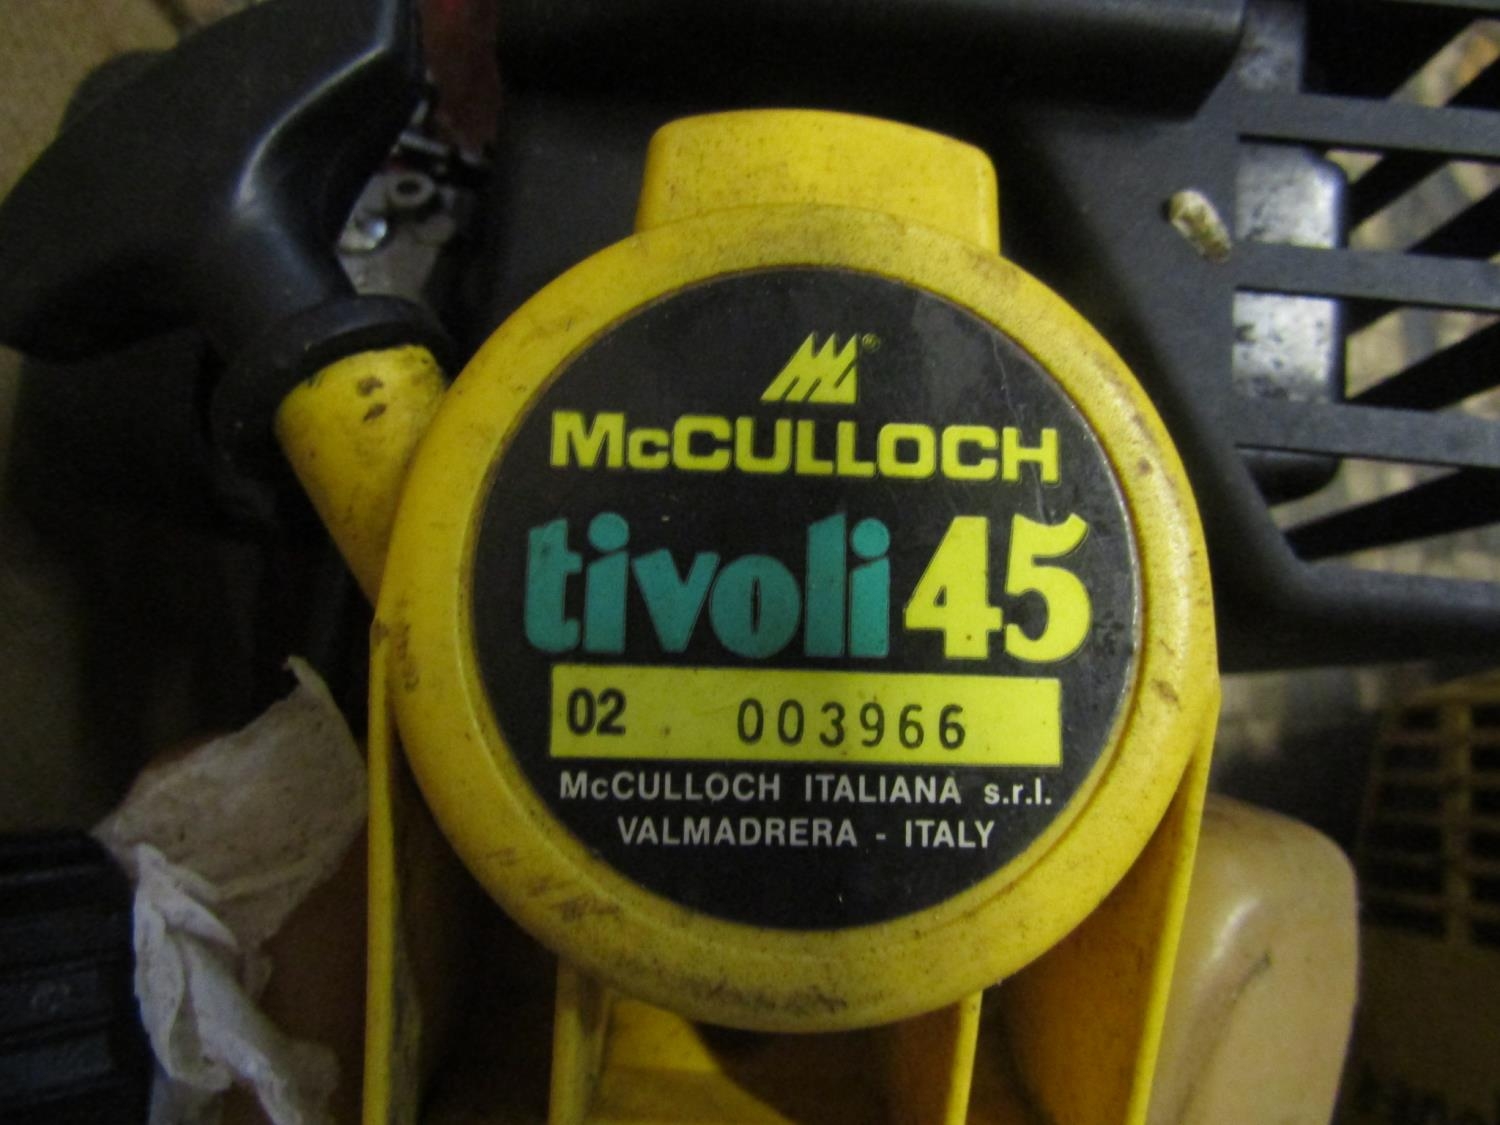 McCULLOCH
tivoli 45
02 003966
McCULLOCH ITALIANA s.r.l.
VALMADRERA - ITALY